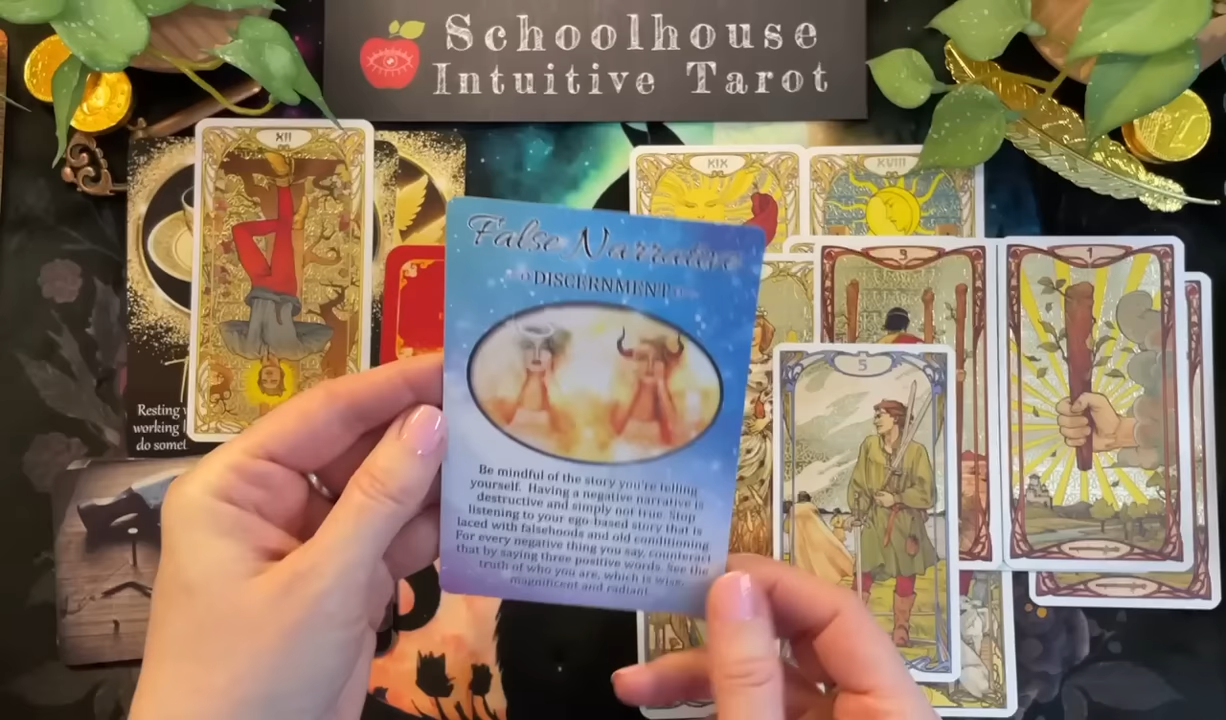 Schoolhouse
Intuitive Tarot
XII
XIX
XVIII
9
1
5
False Narrative
DISCERNMENT
Be mindful of the story you're telling
yourself. Having a negative narrative is
destructive and simply not true. Stop
listening to your ego-based story that is
laced with falsehoods and old conditioning
For every negative thing you say, counteract
that by saying three positive words. See the
truth of who you are, which is wise,
magnificent and radiant.
Resting
working
do